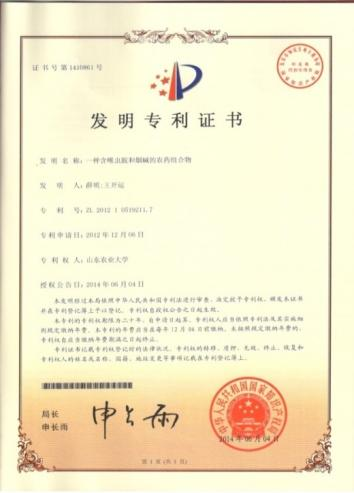 证书号第1410861号
发明专利证书
发明名称：一种含噻虫胺和烟碱的农药组合物
发明人：薛明;王开运
专利号：ZL 2012 1 0519211.7
专利申请日：2012年12月06日
专利权人：山东农业大学
授权公告日：2014年06月04日
本发明经过本局依照中华人民共和国专利法进行审查，决定授予专利权，颁发本证书
并在专利登记簿上予以登记。专利权自授权公告之日起生效。
本专利的专利权期限为二十年，自申请日起算。专利权人应当依照专利法及其实施细
则规定缴纳年费。本专利的年费应当在每年12月06日前缴纳。未按照规定缴纳年费的，
专利权自应当缴纳年费期满之日起终止。
专利证书记载专利权登记时的法律状况。专利权的转移、质押、无效、终止、恢复和
专利权人的姓名或名称、国籍、地址变更等事项记载在专利登记簿上。
局长
申长雨
申长雨
中华人民共和国国家知识产权局
2014年06月04日
第1页(共1页)